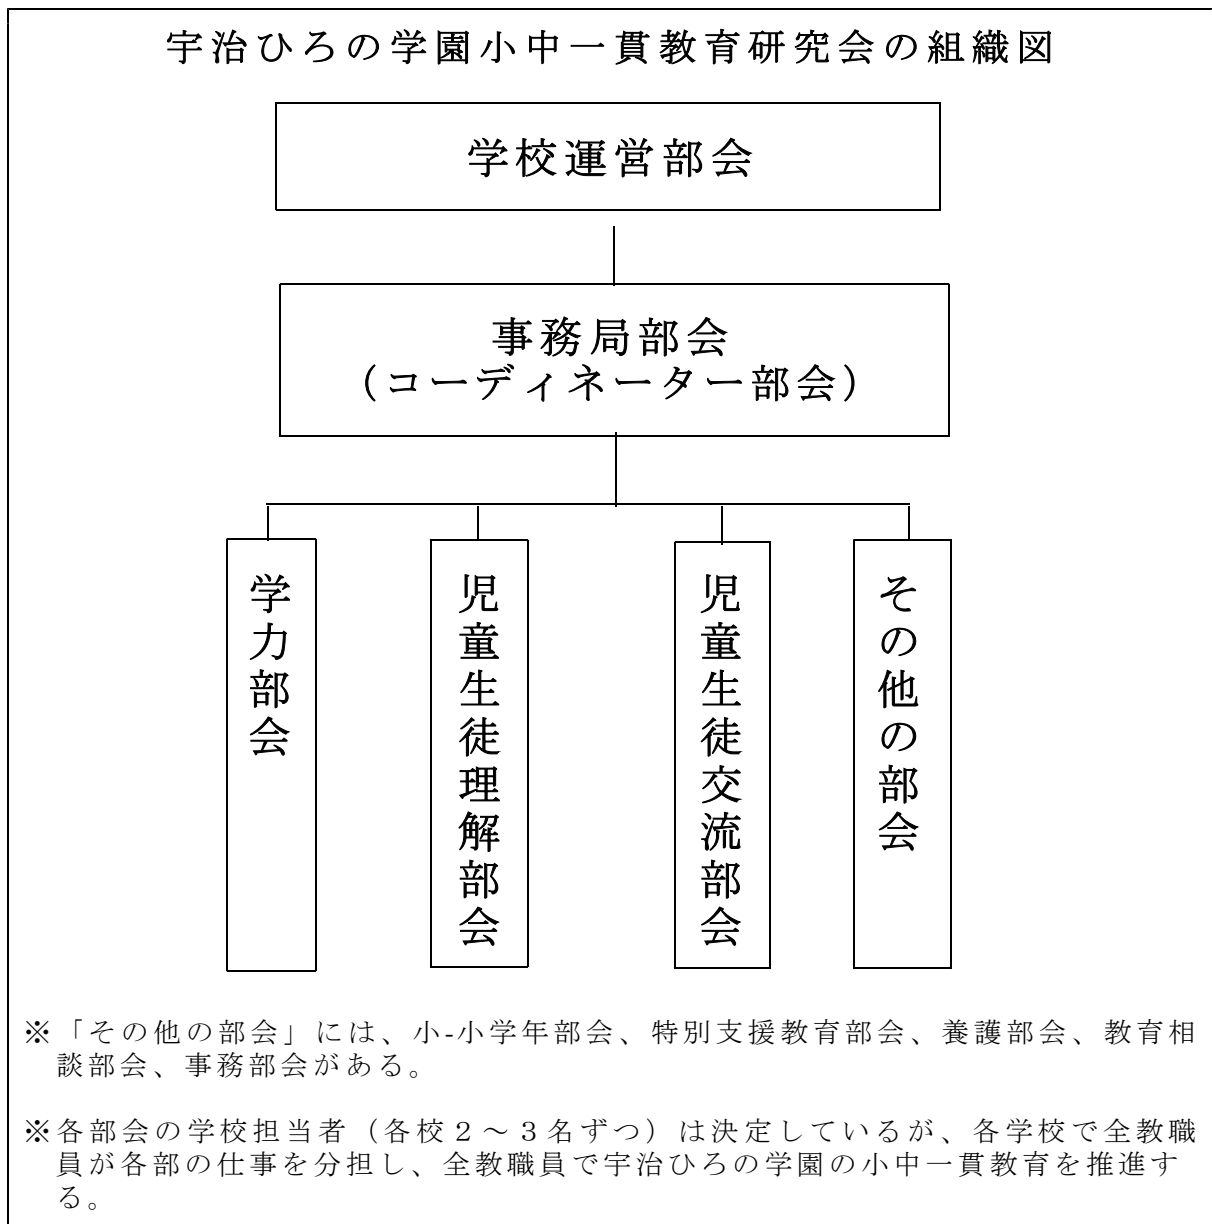 宇治ひろの学園小中一貫教育研究会の組織図
学校運営部会
事務局部会
（コーディネーター部会）
学力部会
児童生徒理解部会
児童生徒交流部会
その他の部会
※「その他の部会」には、小-小学年部会、特別支援教育部会、養護部会、教育相
談部会、事務部会がある。
※各部会の学校担当者（各校２～３名ずつ）は決定しているが、各学校で全教職
員が各部の仕事を分担し、全教職員で宇治ひろの学園の小中一貫教育を推進す
る。